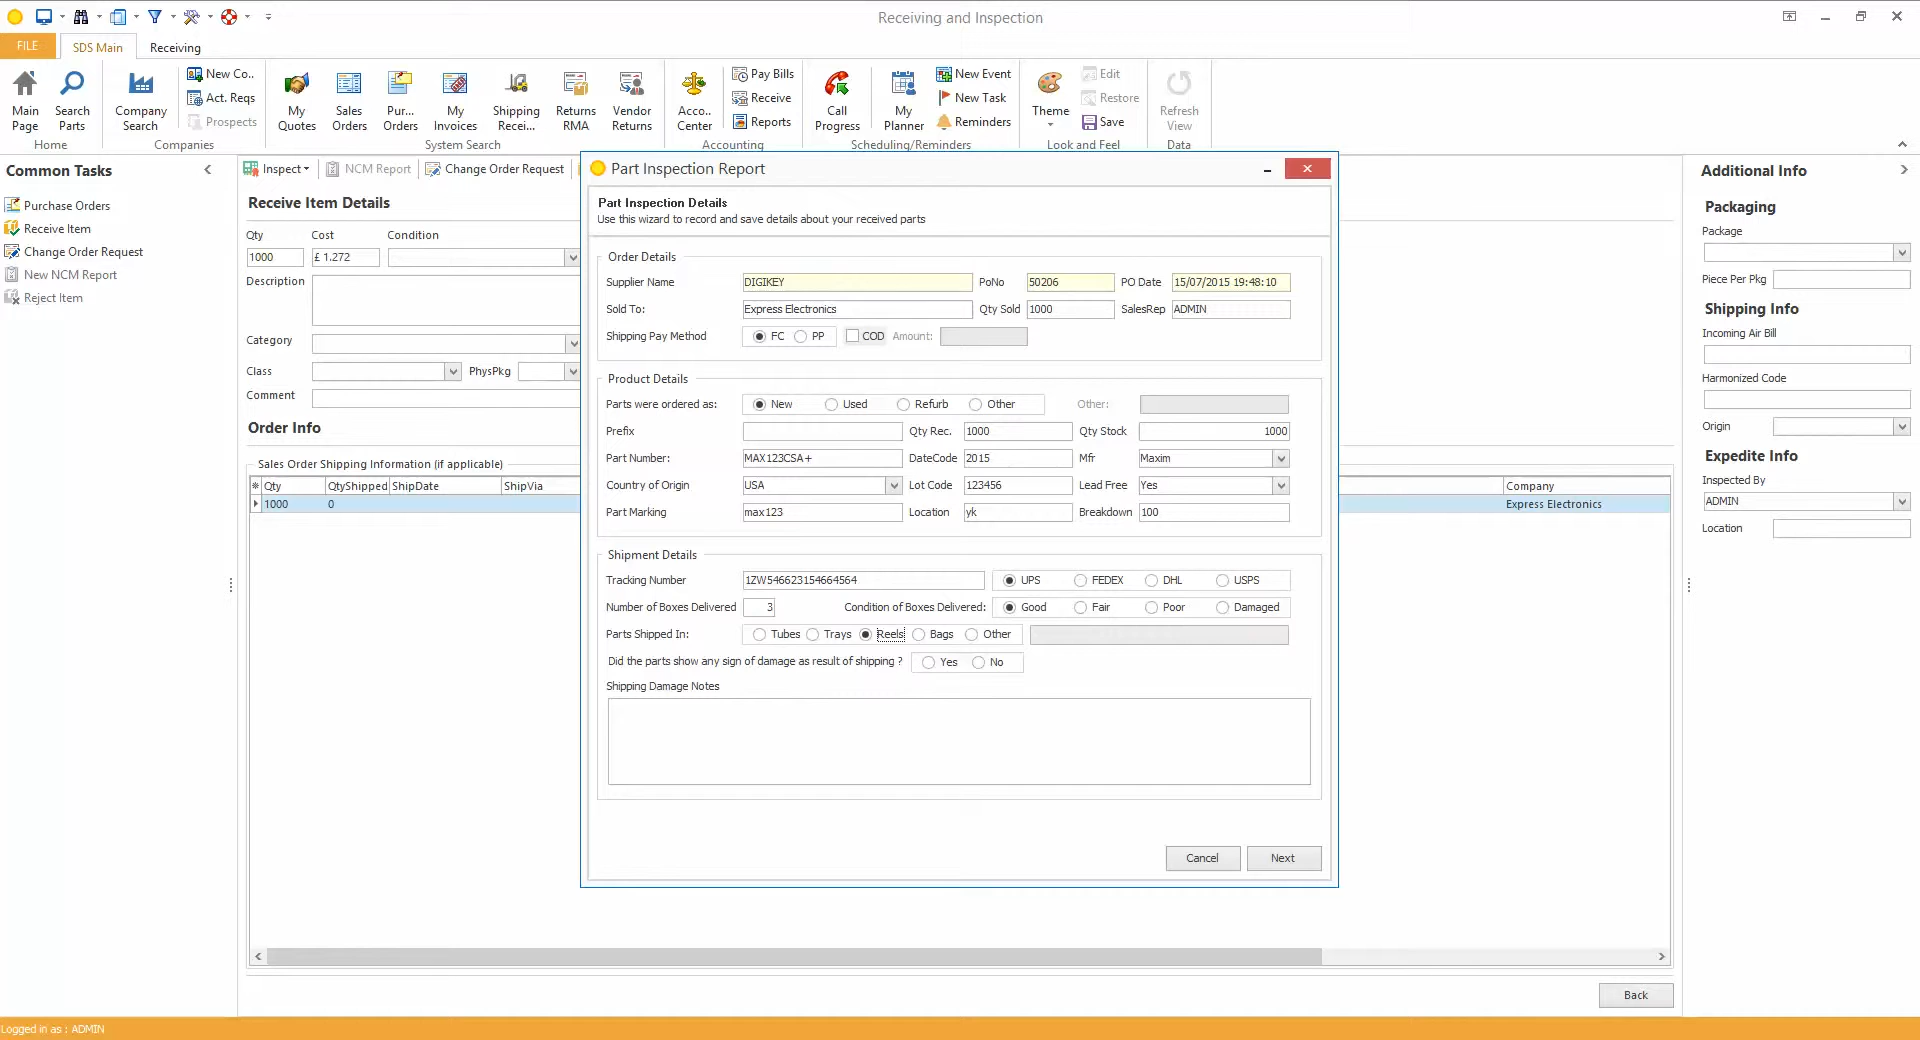 Receiving and Inspection
FILE
SDS Main
Receiving
Main Page
Search Parts
Home
Company Search
New Co..
Act. Reqs
Prospects
Companies
My Quotes
Sales Orders
Pur... Orders
My Invoices
Shipping Recei...
Returns RMA
Vendor Returns
System Search
Acco.. Center
Pay Bills
Receive
Reports
Accounting
Call Progress
My Planner
New Event
New Task
Reminders
Scheduling/Reminders
Theme
Edit
Restore
Save
Look and Feel
Refresh View
Data
Common Tasks
Purchase Orders
Receive Item
Change Order Request
New NCM Report
Reject Item
Inspect
NCM Report
Change Order Request
Receive Item Details
Qty
Cost
Condition
1000
£ 1.272
Description
Category
Class
PhysPkg
Comment
Order Info
Sales Order Shipping Information (if applicable)
Qty
QtyShipped
ShipDate
ShipVia
Company
1000
0
Express Electronics
Part Inspection Report
Part Inspection Details
Use this wizard to record and save details about your received parts
Order Details
Supplier Name DIGIKEY PoNo 50206 PO Date 15/07/2015 19:48:10
Sold To: Express Electronics Qty Sold 1000 SalesRep ADMIN
Shipping Pay Method FC PP COD Amount:
Product Details
Parts were ordered as: New Used Refurb Other Other:
Prefix Qty Rec. 1000 Qty Stock 1000
Part Number: MAX123CSA+ DateCode 2015 Mfr Maxim
Country of Origin USA Lot Code 123456 Lead Free Yes
Part Marking max123 Location yk Breakdown 100
Shipment Details
Tracking Number 1ZW546623154664564 UPS FEDEX DHL USPS
Number of Boxes Delivered 3 Condition of Boxes Delivered: Good Fair Poor Damaged
Parts Shipped In: Tubes Trays Reels Bags Other
Did the parts show any sign of damage as result of shipping ? Yes No
Shipping Damage Notes
Cancel
Next
Additional Info
Packaging
Package
Piece Per Pkg
Shipping Info
Incoming Air Bill
Harmonized Code
Origin
Expedite Info
Inspected By
ADMIN
Location
Back
Logged in as : ADMIN